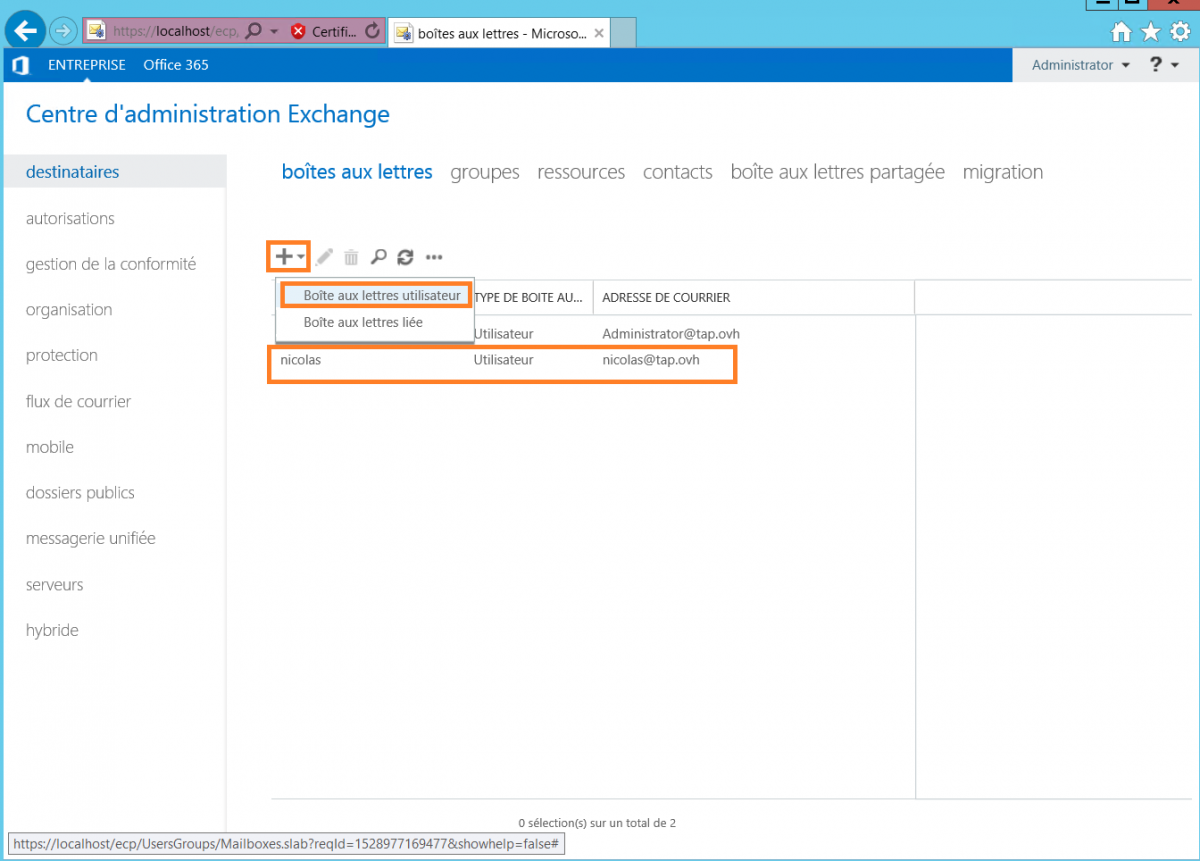 https://localhost/ecp, Certifi... boîtes aux lettres - Microso...
ENTREPRISE Office 365 Administrator ?
Centre d'administration Exchange
destinataires
boîtes aux lettres groupes ressources contacts boîte aux lettres partagée migration
autorisations
gestion de la conformité
organisation
protection
flux de courrier
mobile
dossiers publics
messagerie unifiée
serveurs
hybride
Boîte aux lettres utilisateur
Boîte aux lettres liée
TYPE DE BOITE AU... ADRESSE DE COURRIER
Utilisateur Administrator@tap.ovh
nicolas Utilisateur nicolas@tap.ovh
0 sélection(s) sur un total de 2
https://localhost/ecp/UsersGroups/Mailboxes.slab?reqId=1528977169477&showhelp=false#